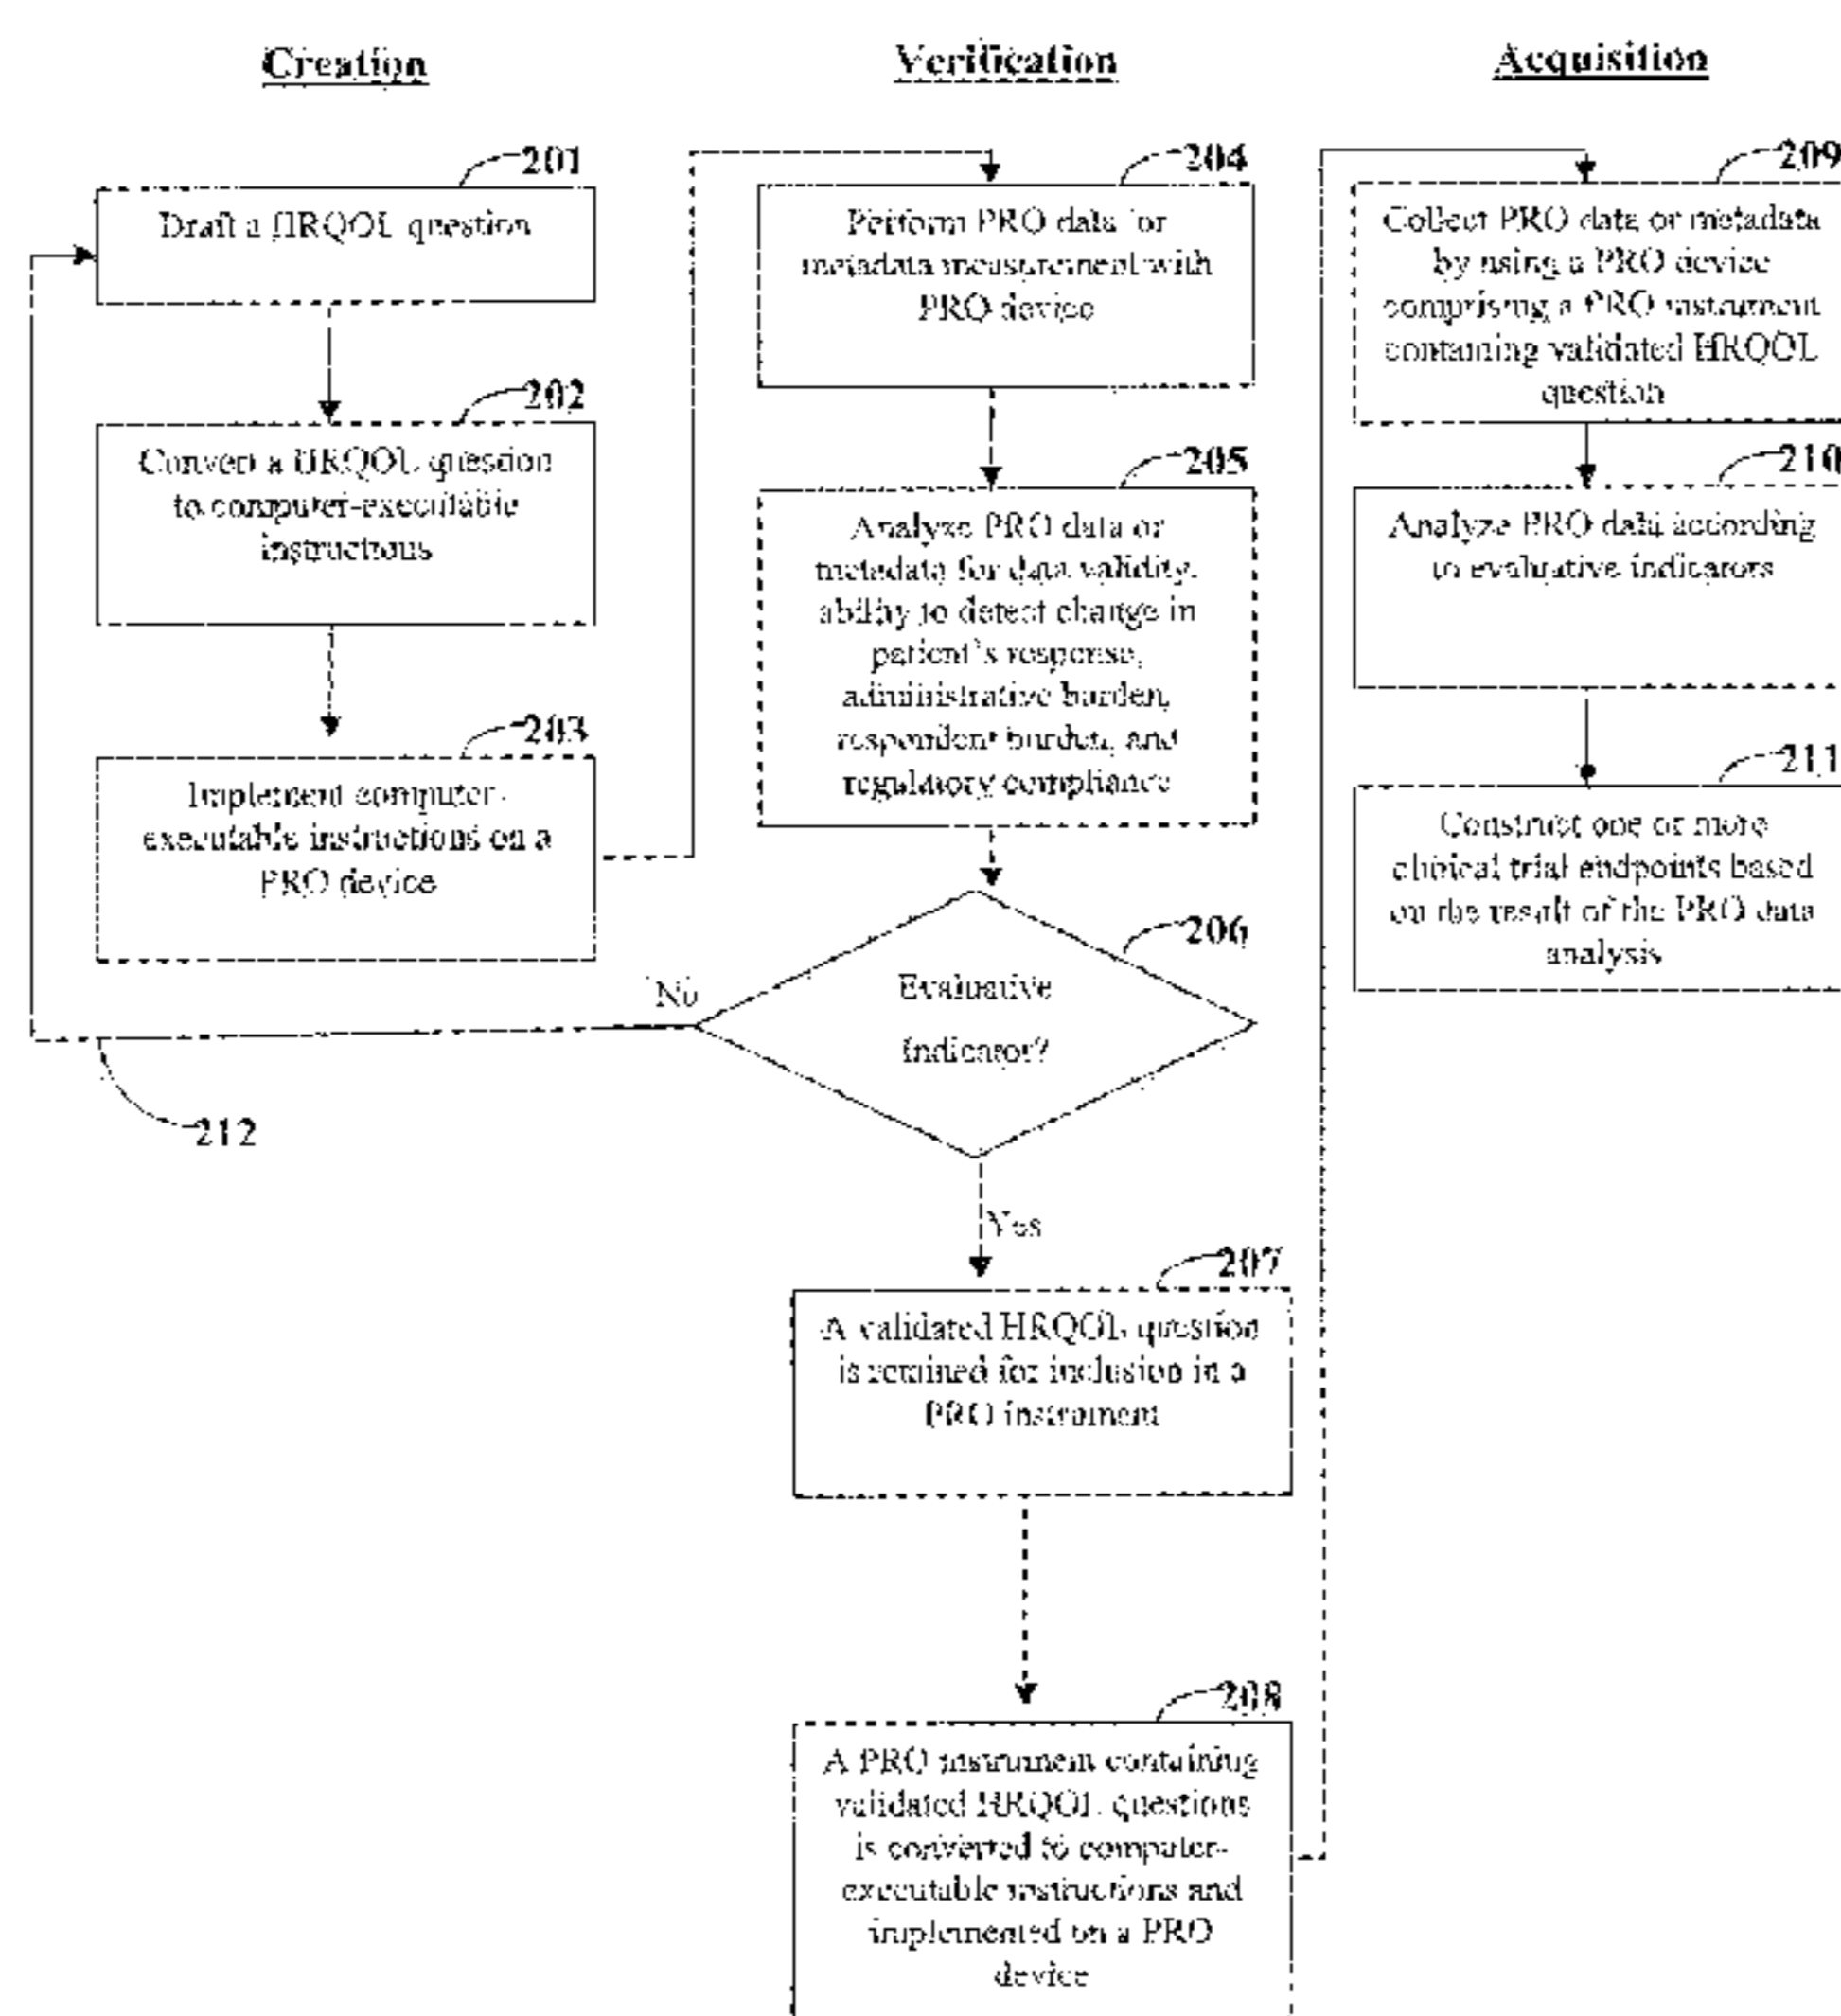 Creation
201
Draft a HRQOL question
202
Convert a HRQOL question
to computer-executable
instructions
203
Implement computer-
executable instructions on a
PRO device
212
Verification
204
Perform PRO data or
metadata measurement with
PRO device
205
Analyze PRO data or
metadata for data validity,
ability to detect change in
patient's response,
administrative burden,
respondent burden, and
regulatory compliance
206
Evaluative
Indicator?
No
Yes
207
A validated HRQOL question
is retained for inclusion in a
PRO instrument
208
A PRO instrument containing
validated HRQOL questions
is converted to computer-
executable instructions and
implemented on a PRO
device
Acquisition
209
Collect PRO data or metadata
by using a PRO device
comprising a PRO instrument
containing validated HRQOL
question
210
Analyze PRO data according
to evaluative indicators
211
Construct one or more
clinical trial endpoints based
on the result of the PRO data
analysis